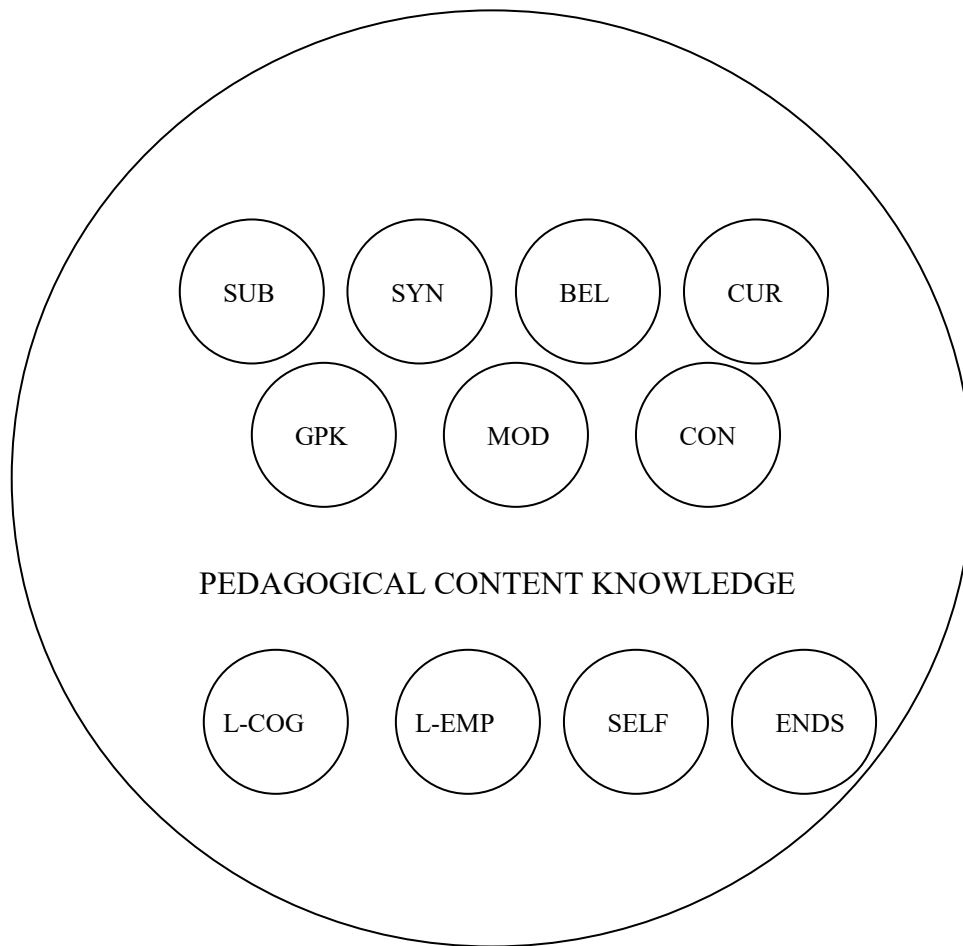 SUB SYN BEL CUR
GPK MOD CON
PEDAGOGICAL CONTENT KNOWLEDGE
L-COG L-EMP SELF ENDS